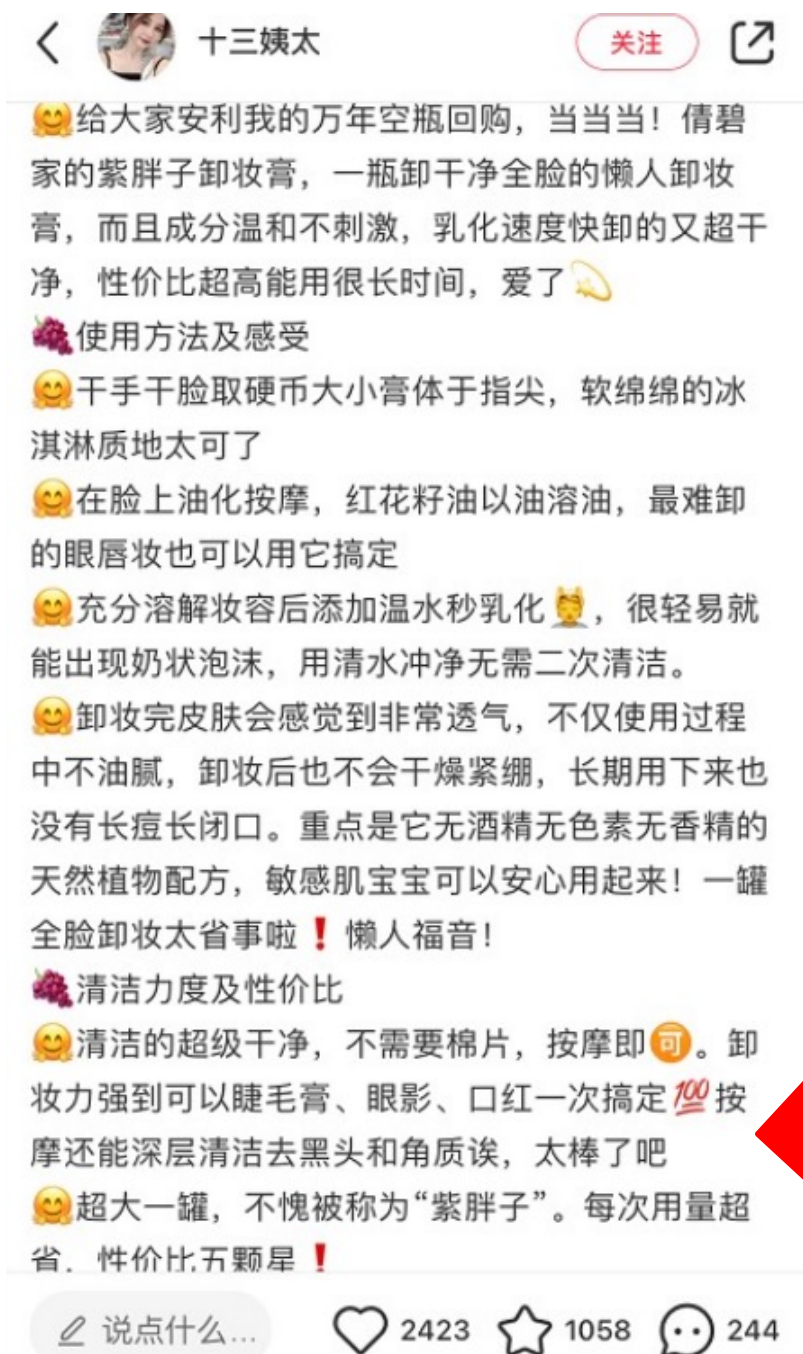 十三姨太
关注
🤗给大家安利我的万年空瓶回购，当当当！倩碧
家的紫胖子卸妆膏，一瓶卸干净全脸的懒人卸妆
膏，而且成分温和不刺激，乳化速度快卸的又超干
净，性价比超高能用很长时间，爱了💫
🍇使用方法及感受
🤗干手干脸取硬币大小膏体于指尖，软绵绵的冰
淇淋质地太可了
🤗在脸上油化按摩，红花籽油以油溶油，最难卸
的眼唇妆也可以用它搞定
🤗充分溶解妆容后添加温水秒乳化💆，很轻易就
能出现奶状泡沫，用清水冲净无需二次清洁。
🤗卸妆完皮肤会感觉到非常透气，不仅使用过程
中不油腻，卸妆后也不会干燥紧绷，长期用下来也
没有长痘长闭口。重点是它无酒精无色素无香精的
天然植物配方，敏感肌宝宝可以安心用起来！一罐
全脸卸妆太省事啦❗懒人福音！
🍇清洁力度及性价比
🤗清洁的超级干净，不需要棉片，按摩即🉑。卸
妆力强到可以睫毛膏、眼影、口红一次搞定💯按
摩还能深层清洁去黑头和角质诶，太棒了吧
🤗超大一罐，不愧被称为“紫胖子”。每次用量超
省，性价比五颗星❗
说点什么...
2423
1058
244